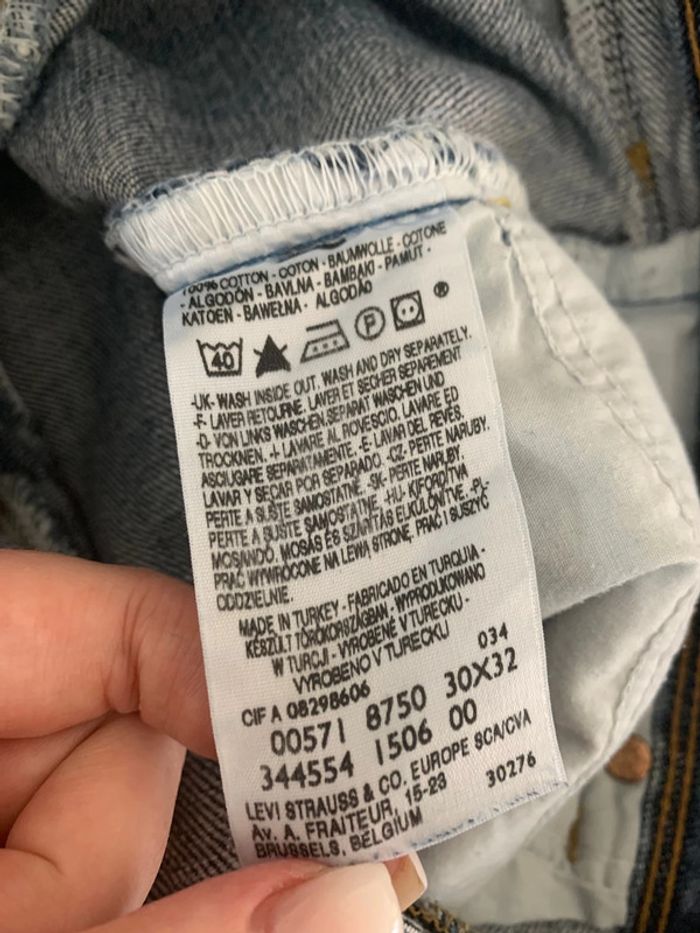 100% COTTON - COTON - BAUMWOLLE - COTONE
- ALGODÓN - BAVLNA - BAMBAKI - PAMUT -
KATOEN - BAWEŁNA - ALGODÃO
40 P ®
-UK- WASH INSIDE OUT. WASH AND DRY SEPARATELY.
-F- LAVER RETOURNE. LAVER ET SECHER SEPAREMENT
-D- VON LINKS WASCHEN,SEPARAT WASCHEN UND
TROCKNEN. -I- LAVARE AL ROVESCIO. LAVARE ED
ASCIUGARE SEPARATAMENTE. -E- LAVAR DEL REVÉS.
LAVAR Y SECAR POR SEPARADO -CZ- PERTE NARUBY.
PERTE A SUŠTE SAMOSTATNĚ. -SK- PERTE NARUBY.
PERTE A SUŠTE SAMOSTATNE. -HU- KIFORDÍTVA
MOSANDÓ. MOSÁS ÉS SZÁRÍTÁS ELKÜLÖNÍTVE. -PL-
PRAĆ WYWRÓCONE NA LEWĄ STRONĘ, PRAĆ I SUSZYĆ
ODDZIELNIE.
MADE IN TURKEY - FABRICADO EN TURQUIA -
KÉSZÜLT TÖRÖKORSZÁGBAN - WYPRODUKOWANO
W TURCJI - VYROBENÉ V TURECKU -
VYROBENO V TURECKU
034
CIF A 08298606
00571 8750 30X32
344554 1506 00
LEVI STRAUSS & CO. EUROPE SCA/CVA
Av. A. FRAITEUR, 15-23 30276
BRUSSELS, BELGIUM